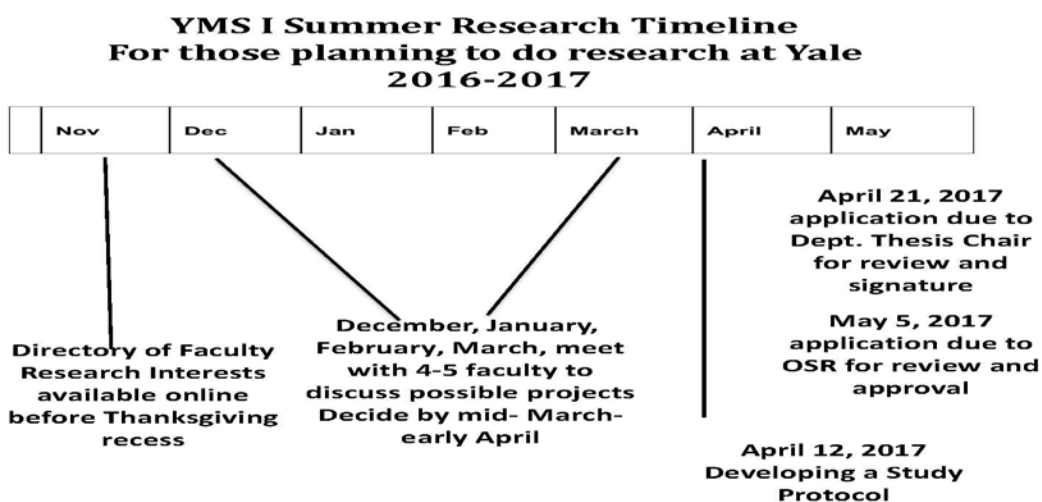 YMS I Summer Research Timeline
For those planning to do research at Yale
2016-2017
Nov Dec Jan Feb March April May
Directory of Faculty
Research Interests
available online
before Thanksgiving
recess
December, January,
February, March, meet
with 4-5 faculty to
discuss possible projects
Decide by mid- March-
early April
April 12, 2017
Developing a Study
Protocol
April 21, 2017
application due to
Dept. Thesis Chair
for review and
signature
May 5, 2017
application due to
OSR for review and
approval